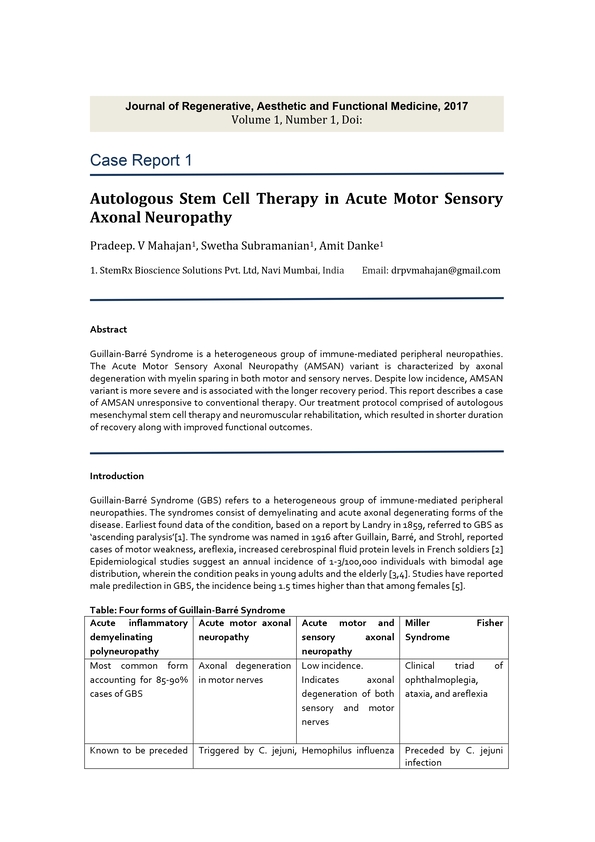 Journal of Regenerative, Aesthetic and Functional Medicine, 2017
Volume 1, Number 1, Doi:
Case Report 1
Autologous Stem Cell Therapy in Acute Motor Sensory
Axonal Neuropathy
Pradeep. V Mahajan¹, Swetha Subramanian¹, Amit Danke¹
1. StemRx Bioscience Solutions Pvt. Ltd, Navi Mumbai, India Email: drpvmahajan@gmail.com
Abstract
Guillain-Barré Syndrome is a heterogeneous group of immune-mediated peripheral neuropathies.
The Acute Motor Sensory Axonal Neuropathy (AMSAN) variant is characterized by axonal
degeneration with myelin sparing in both motor and sensory nerves. Despite low incidence, AMSAN
variant is more severe and is associated with the longer recovery period. This report describes a case
of AMSAN unresponsive to conventional therapy. Our treatment protocol comprised of autologous
mesenchymal stem cell therapy and neuromuscular rehabilitation, which resulted in shorter duration
of recovery along with improved functional outcomes.
Introduction
Guillain-Barré Syndrome (GBS) refers to a heterogeneous group of immune-mediated peripheral
neuropathies. The syndromes consist of demyelinating and acute axonal degenerating forms of the
disease. Earliest found data of the condition, based on a report by Landry in 1859, referred to GBS as
‘ascending paralysis’[1]. The syndrome was named in 1916 after Guillain, Barré, and Strohl, reported
cases of motor weakness, areflexia, increased cerebrospinal fluid protein levels in French soldiers [2]
Epidemiological studies suggest an annual incidence of 1-3/100,000 individuals with bimodal age
distribution, wherein the condition peaks in young adults and the elderly [3,4]. Studies have reported
male predilection in GBS, the incidence being 1.5 times higher than that among females [5].
Table: Four forms of Guillain-Barré Syndrome
Acute inflammatory
demyelinating
polyneuropathy
Acute motor axonal
neuropathy
Acute motor and
sensory axonal
neuropathy
Miller Fisher
Syndrome
Most common form
accounting for 85-90%
cases of GBS
Axonal degeneration
in motor nerves
Low incidence.
Indicates axonal
degeneration of both
sensory and motor
nerves
Clinical triad of
ophthalmoplegia,
ataxia, and areflexia
Known to be preceded
Triggered by C. jejuni, Hemophilus influenza
Preceded by C. jejuni
infection